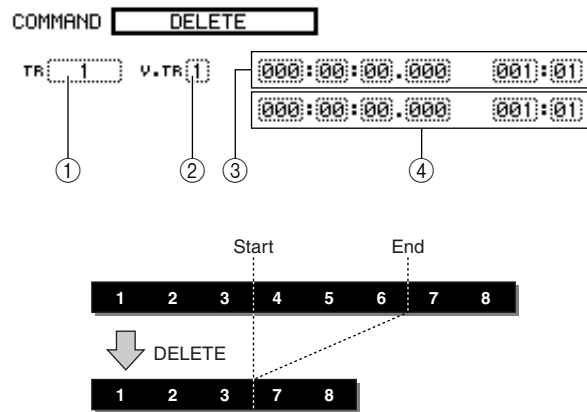 COMMAND DELETE
TR 1 V.TR 1 000:00:00.000 001:01
000:00:00.000 001:01
1 2 3 4
Start End
1 2 3 4 5 6 7 8
DELETE
1 2 3 7 8